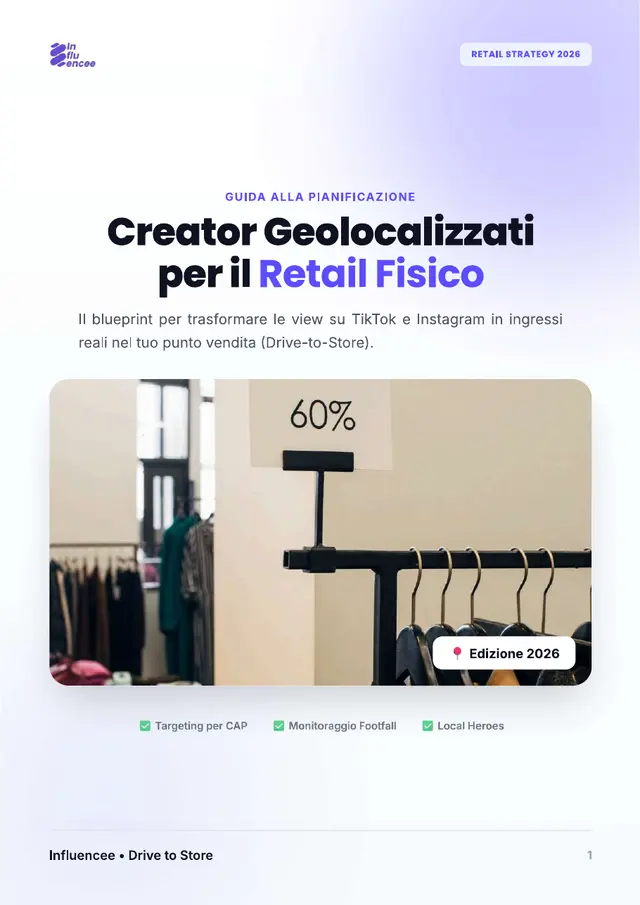 In
flu
encee
RETAIL STRATEGY 2026
GUIDA ALLA PIANIFICAZIONE
Creator Geolocalizzati
per il Retail Fisico
Il blueprint per trasformare le view su TikTok e Instagram in ingressi
reali nel tuo punto vendita (Drive-to-Store).
60%
📍 Edizione 2026
✅ Targeting per CAP ✅ Monitoraggio Footfall ✅ Local Heroes
Influencee • Drive to Store 1